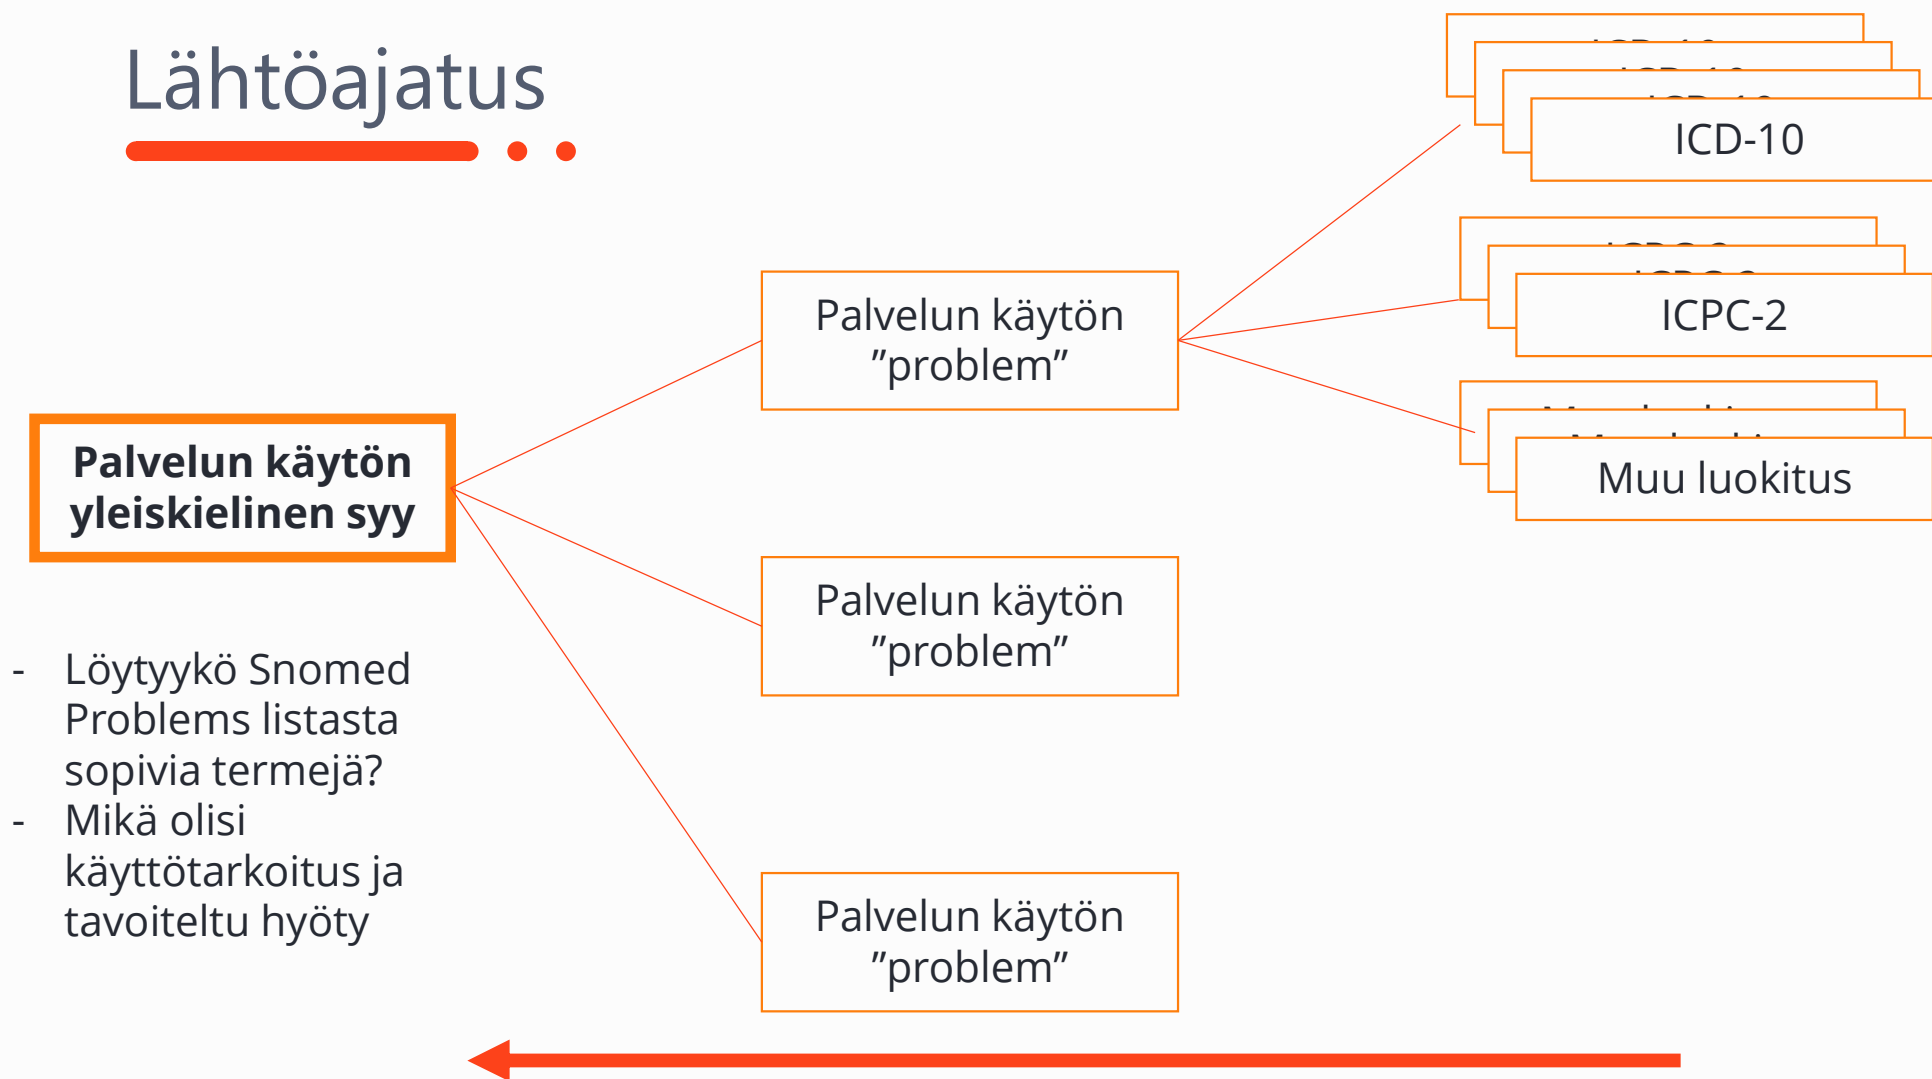 Lähtöajatus
ICD-10
ICPC-2
Muu luokitus
Palvelun käytön
”problem”
Palvelun käytön
yleiskielinen syy
Palvelun käytön
”problem”
- Löytyykö Snomed
Problems listasta
sopivia termejä?
- Mikä olisi
käyttötarkoitus ja
tavoiteltu hyöty
Palvelun käytön
”problem”